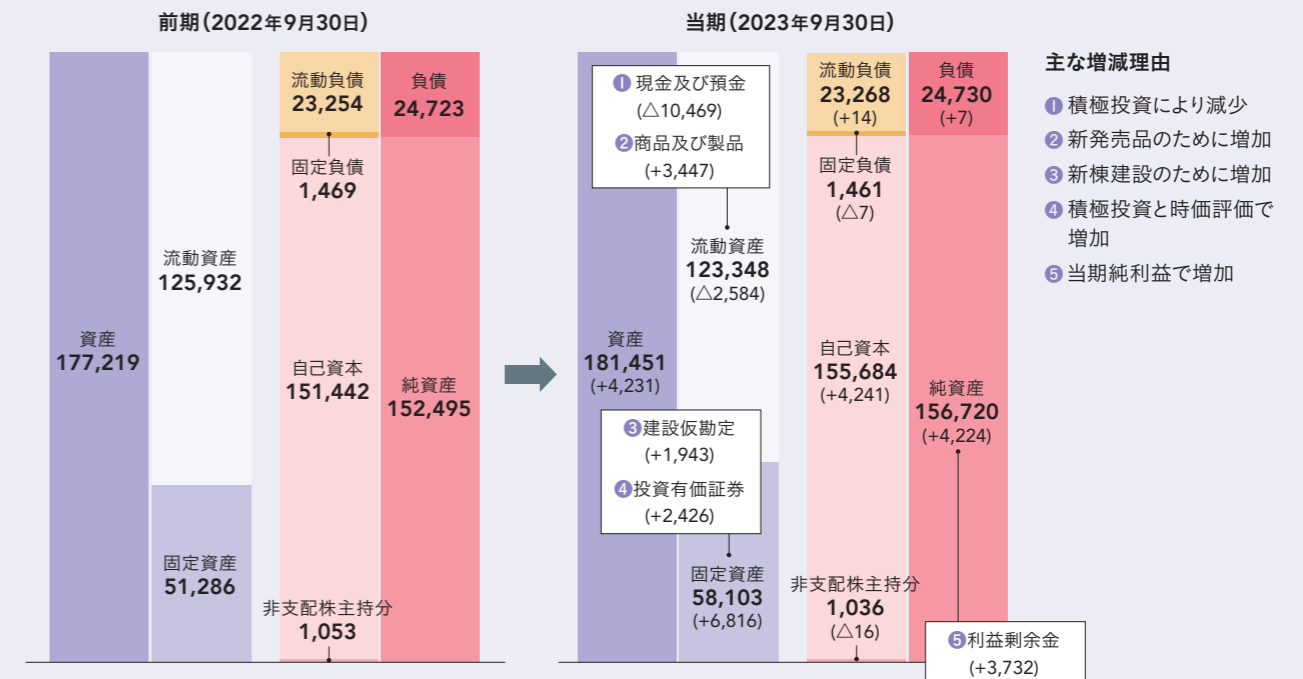 前期（2022年9月30日）
資産
177,219
流動資産
125,932
固定資産
51,286
流動負債
23,254
固定負債
1,469
自己資本
151,442
非支配株主持分
1,053
負債
24,723
純資産
152,495
当期（2023年9月30日）
資産
181,451
(+4,231)
❶現金及び預金
(△10,469)
❷商品及び製品
(+3,447)
流動資産
123,348
(△2,584)
❸建設仮勘定
(+1,943)
❹投資有価証券
(+2,426)
固定資産
58,103
(+6,816)
流動負債
23,268
(+14)
固定負債
1,461
(△7)
自己資本
155,684
(+4,241)
非支配株主持分
1,036
(△16)
負債
24,730
(+7)
純資産
156,720
(+4,224)
❺利益剰余金
(+3,732)
主な増減理由
❶積極投資により減少
❷新発売品のために増加
❸新棟建設のために増加
❹積極投資と時価評価で
増加
❺当期純利益で増加